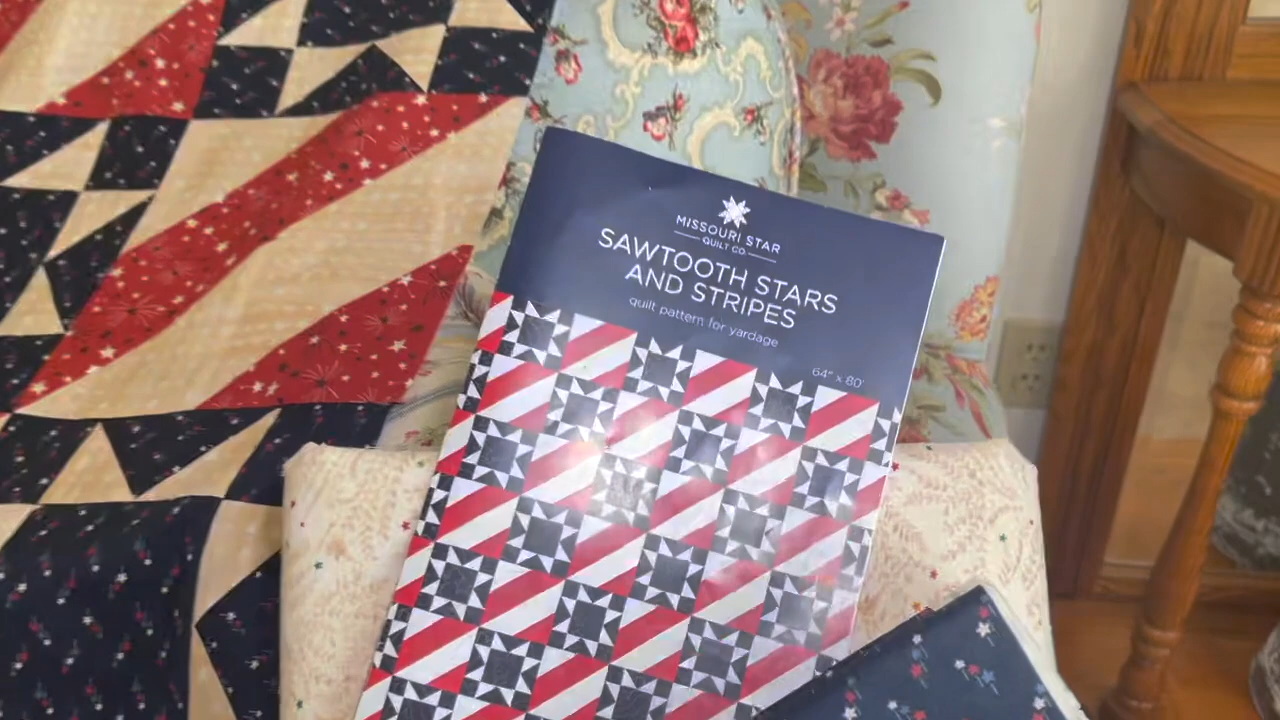 MISSOURI STAR
QUILT CO.
SAWTOOTH STARS
AND STRIPES
quilt pattern for yardage
64" x 80"